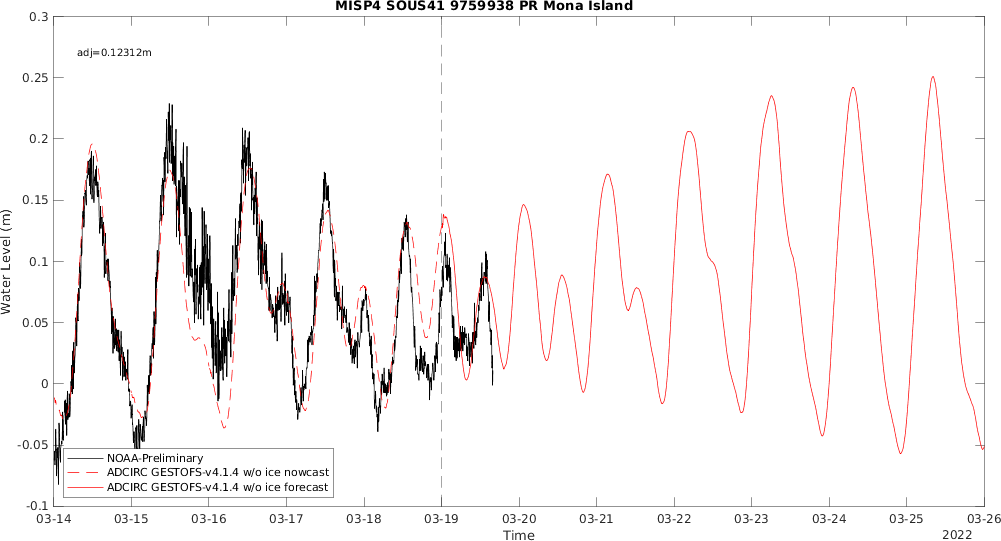 MISP4 SOUS41 9759938 PR Mona Island
adj=0.12312m
0.3
0.25
0.2
0.15
0.1
0.05
0
-0.05
-0.1
Water Level (m)
NOAA-Preliminary
ADCIRC GESTOFS-v4.1.4 w/o ice nowcast
ADCIRC GESTOFS-v4.1.4 w/o ice forecast
03-14 03-15 03-16 03-17 03-18 03-19 03-20 03-21 03-22 03-23 03-24 03-25 03-26
Time
2022